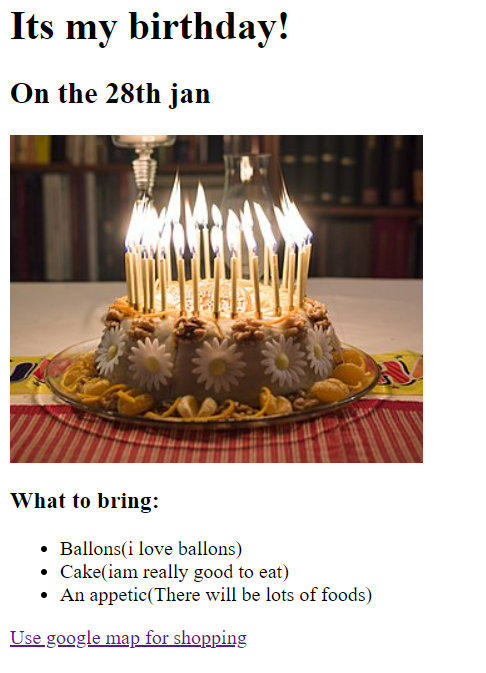 Its my birthday!
On the 28th jan
What to bring:
Ballons(i love ballons)
Cake(iam really good to eat)
An appetic(There will be lots of foods)
Use google map for shopping